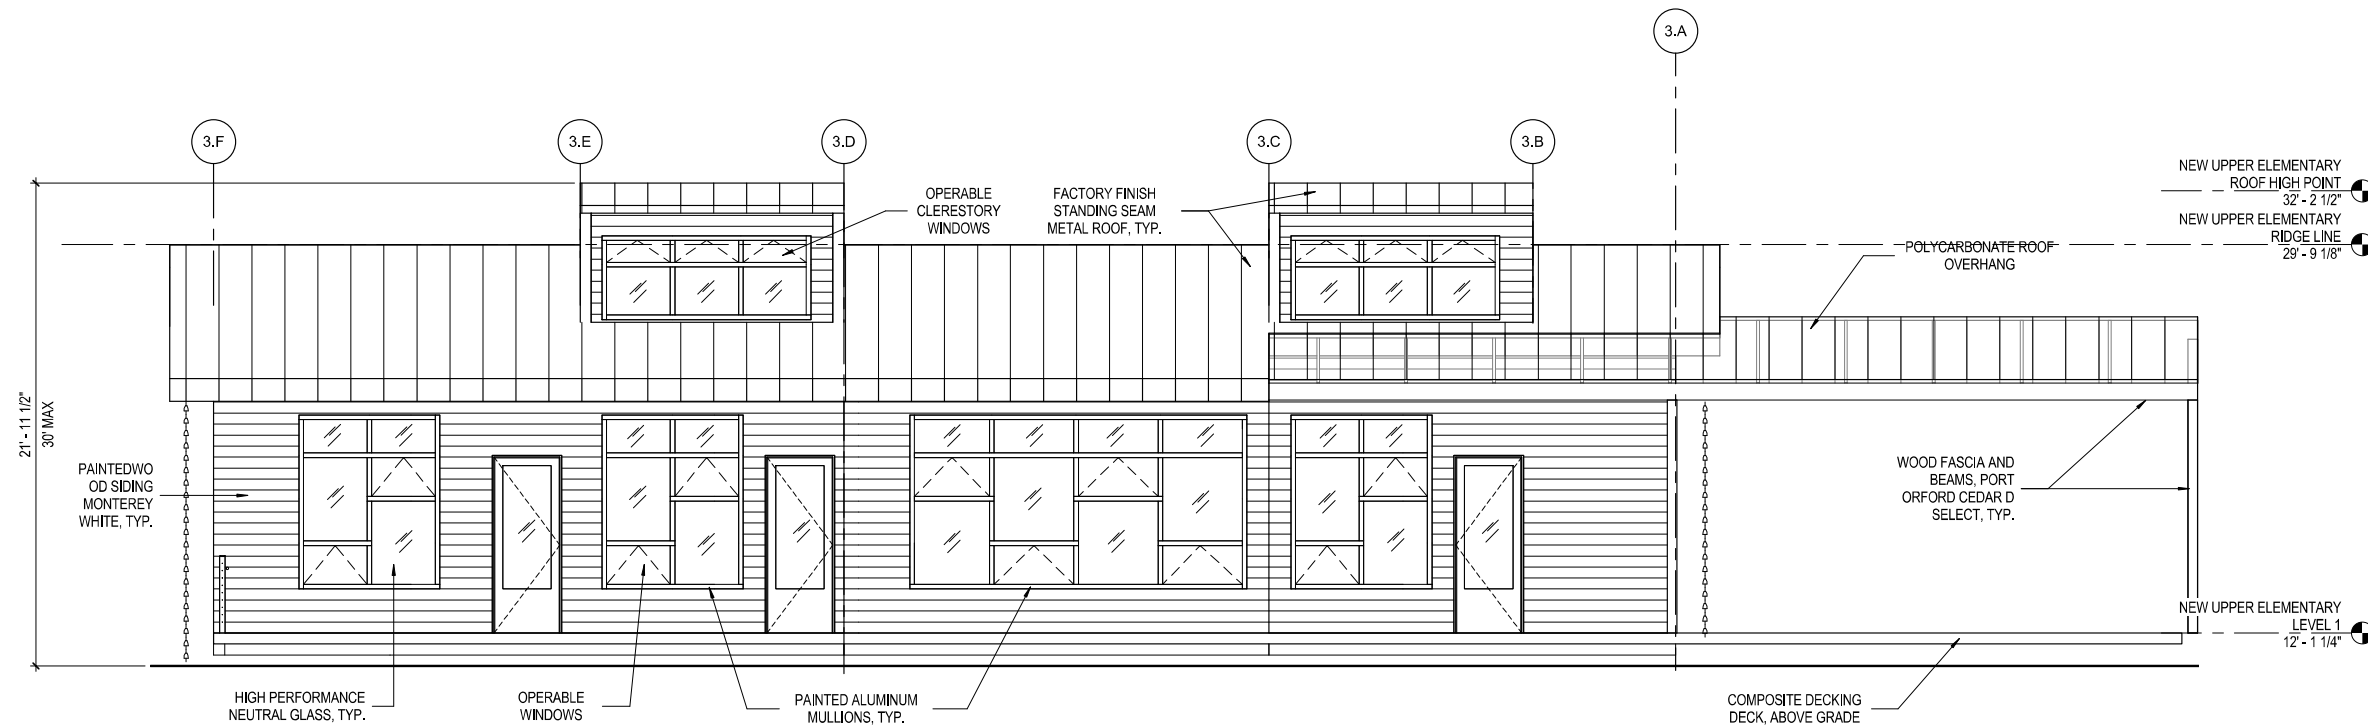 3.A
3.F
3.E
3.D
3.C
3.B
NEW UPPER ELEMENTARY
ROOF HIGH POINT
32' - 2 1/2"
NEW UPPER ELEMENTARY
RIDGE LINE
29' - 9 1/8"
OPERABLE
CLERESTORY
WINDOWS
FACTORY FINISH
STANDING SEAM
METAL ROOF, TYP.
POLYCARBONATE ROOF
OVERHANG
21' - 11 1/2"
30' MAX
PAINTEDWO
OD SIDING
MONTEREY
WHITE, TYP.
WOOD FASCIA AND
BEAMS, PORT
ORFORD CEDAR D
SELECT, TYP.
NEW UPPER ELEMENTARY
LEVEL 1
12' - 1 1/4"
HIGH PERFORMANCE
NEUTRAL GLASS, TYP.
OPERABLE
WINDOWS
PAINTED ALUMINUM
MULLIONS, TYP.
COMPOSITE DECKING
DECK, ABOVE GRADE